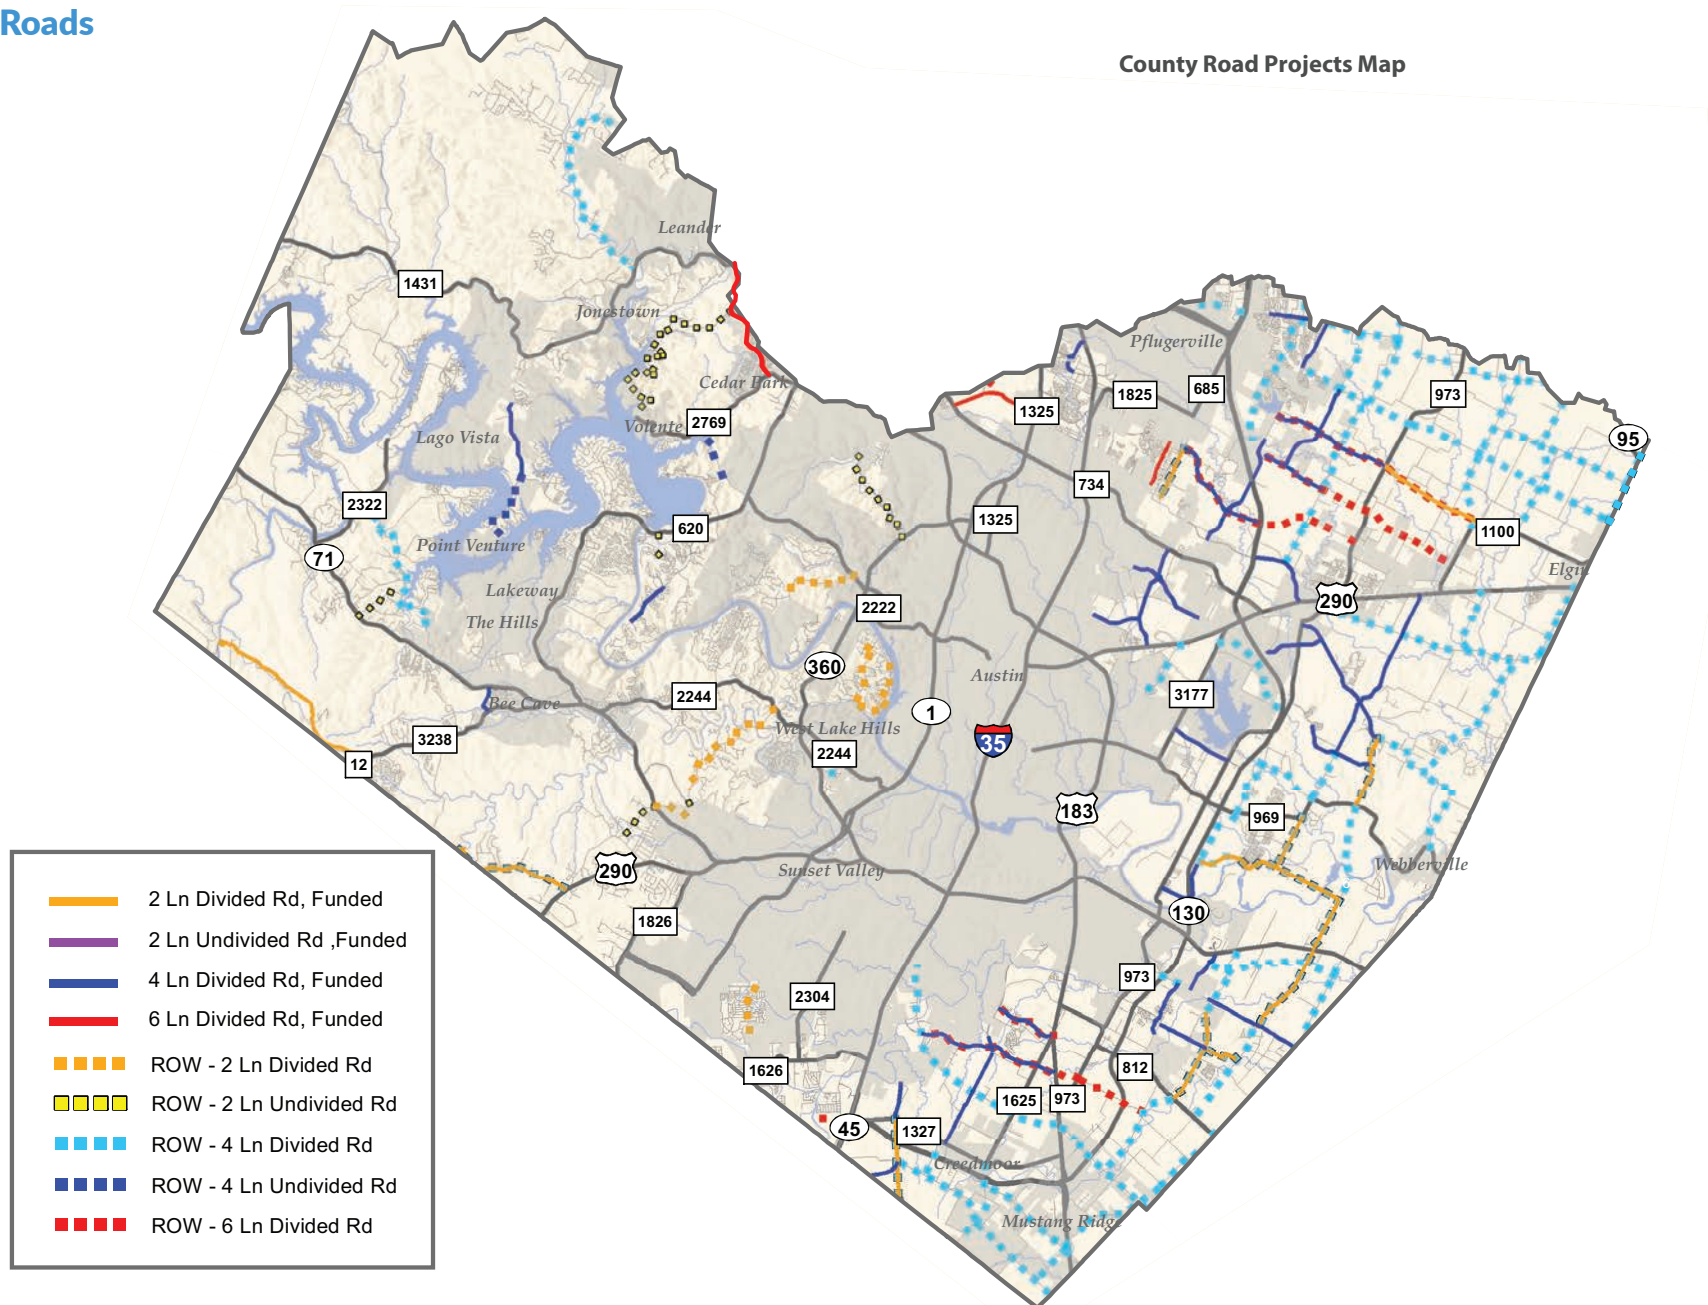 Roads
County Road Projects Map
Leander
1431
Jonestown
Pflugerville
Cedar Park
1325
1825
685
973
95
Volente
2769
Lago Vista
734
2322
620
1325
1100
Point Venture
71
Elgin
Lakeway
290
The Hills
2222
360
Austin
3177
2244
Bee Cave
1
West Lake Hills
3238
35
2244
12
183
969
Webberville
290
Sunset Valley
130
1826
973
2304
1626
812
1625
973
45
1327
Creedmoor
Mustang Ridge
2 Ln Divided Rd, Funded
2 Ln Undivided Rd ,Funded
4 Ln Divided Rd, Funded
6 Ln Divided Rd, Funded
ROW - 2 Ln Divided Rd
ROW - 2 Ln Undivided Rd
ROW - 4 Ln Divided Rd
ROW - 4 Ln Undivided Rd
ROW - 6 Ln Divided Rd